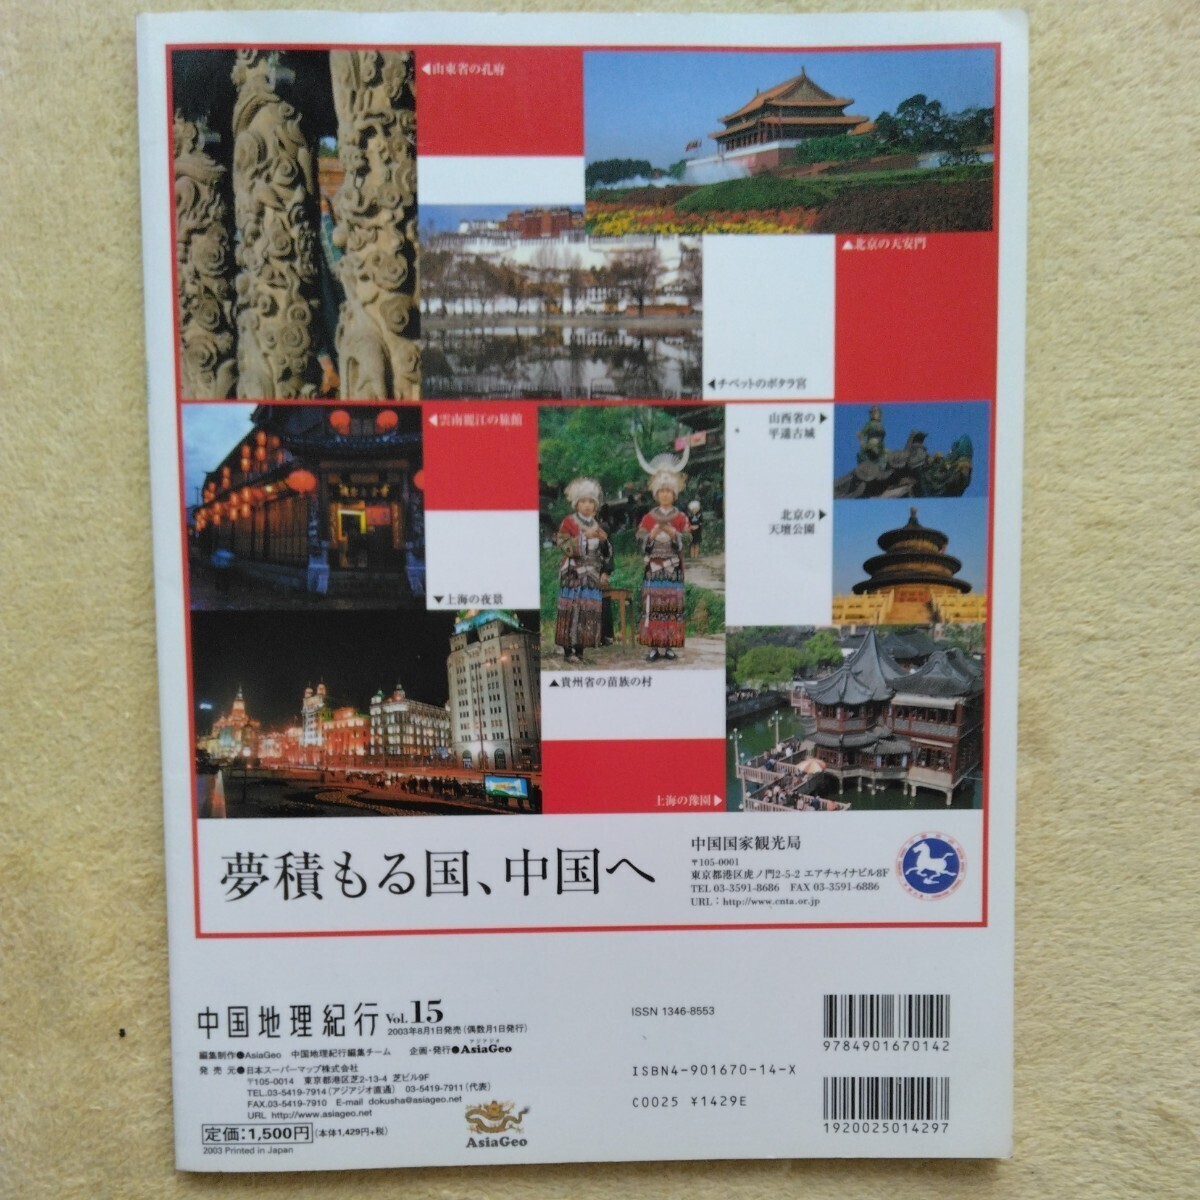 ◀山東省の孔府
▲北京の天安門
◀チベットのポタラ宮
◀雲南麗江の旅館
山西省の▶
平遥古城
北京の▶
天壇公園
▼上海の夜景
▲貴州省の苗族の村
上海の豫園▶
夢積もる国、中国へ
中国国家観光局
〒105-0001
東京都港区虎ノ門2-5-2 エアチャイナビル8F
TEL 03-3591-8686 FAX 03-3591-6886
URL：http://www.cnta.or.jp
中国地理紀行 Vol.15
2003年8月1日発売（偶数月1日発行）
アジアジオ
編集制作●AsiaGeo 中国地理紀行編集チーム 企画・発行●AsiaGeo
発売元●日本スーパーマップ株式会社
〒105-0014 東京都港区芝2-13-4 芝ビル9F
TEL.03-5419-7914（アジアジオ直通） 03-5419-7911（代表）
FAX.03-5419-7910 E-mail dokusha@asiageo.net
URL http://www.asiageo.net
定価：1,500円（本体1,429円+税）
2003 Printed in Japan
AsiaGeo
ISSN 1346-8553
ISBN4-901670-14-X
C0025 ¥1429E
9784901670142
1920025014297